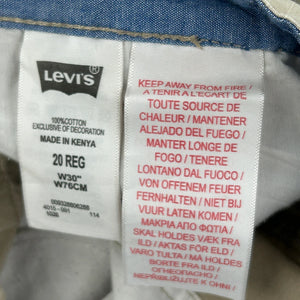 LEVI'S
100%COTTON
EXCLUSIVE OF DECORATION
MADE IN KENYA
20 REG
W30"
W76CM
4015-001
114
KEEP AWAY FROM FIRE /
A TENIR A L'ECART DE
TOUTE SOURCE DE
CHALEUR / MANTENER
ALEJADO DEL FUEGO /
MANTER LONGE DE
FOGO / TENERE
LONTANO DAL FUOCO /
VON OFFENEM FEUER
FERNHALTEN / NIET BIJ
VUUR LATEN KOMEN /
ΜΑΚΡΙΑ ΑΠΟ ΦΩΤΙΑ /
SKAL HOLDES VÆK FRA
ILD / AKTAS FÖR ELD /
VARO TULTA / MÅ HOLDES